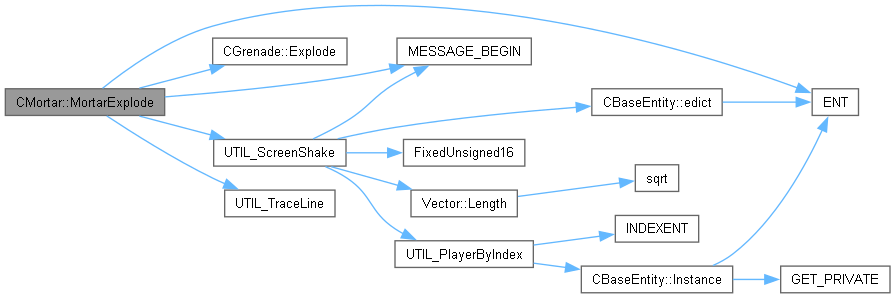 CGrenade::Explode
MESSAGE_BEGIN
CMortar::MortarExplode
CBaseEntity::edict
ENT
UTIL_ScreenShake
FixedUnsigned16
sqrt
UTIL_TraceLine
Vector::Length
INDEXENT
UTIL_PlayerByIndex
CBaseEntity::Instance
GET_PRIVATE